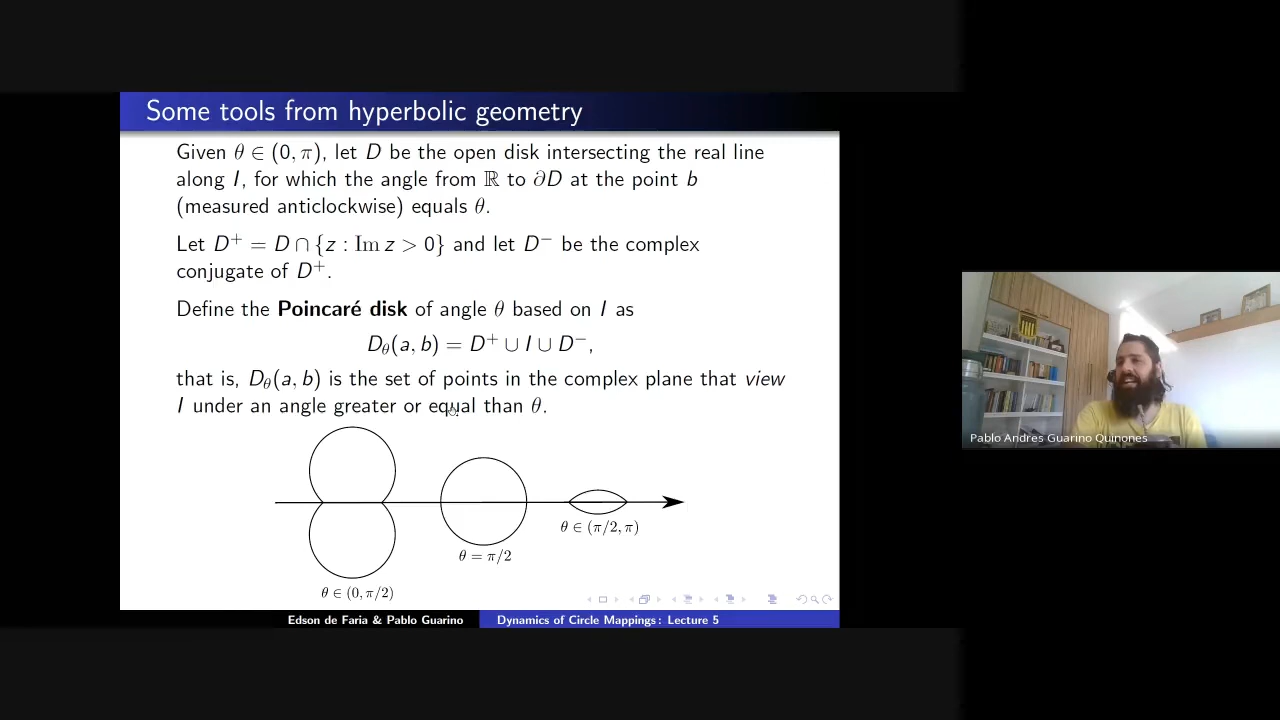 Some tools from hyperbolic geometry
Given θ ∈ (0, π), let D be the open disk intersecting the real line
along I, for which the angle from ℝ to ∂D at the point b
(measured anticlockwise) equals θ.
Let D⁺ = D ∩ {z : Im z > 0} and let D⁻ be the complex
conjugate of D⁺.
Define the Poincaré disk of angle θ based on I as
D_θ(a, b) = D⁺ ∪ I ∪ D⁻,
that is, D_θ(a, b) is the set of points in the complex plane that view
I under an angle greater or equal than θ.
θ ∈ (π/2, π)
θ = π/2
θ ∈ (0, π/2)
Edson de Faria & Pablo Guarino
Dynamics of Circle Mappings: Lecture 5
Pablo Andres Guarino Quinones